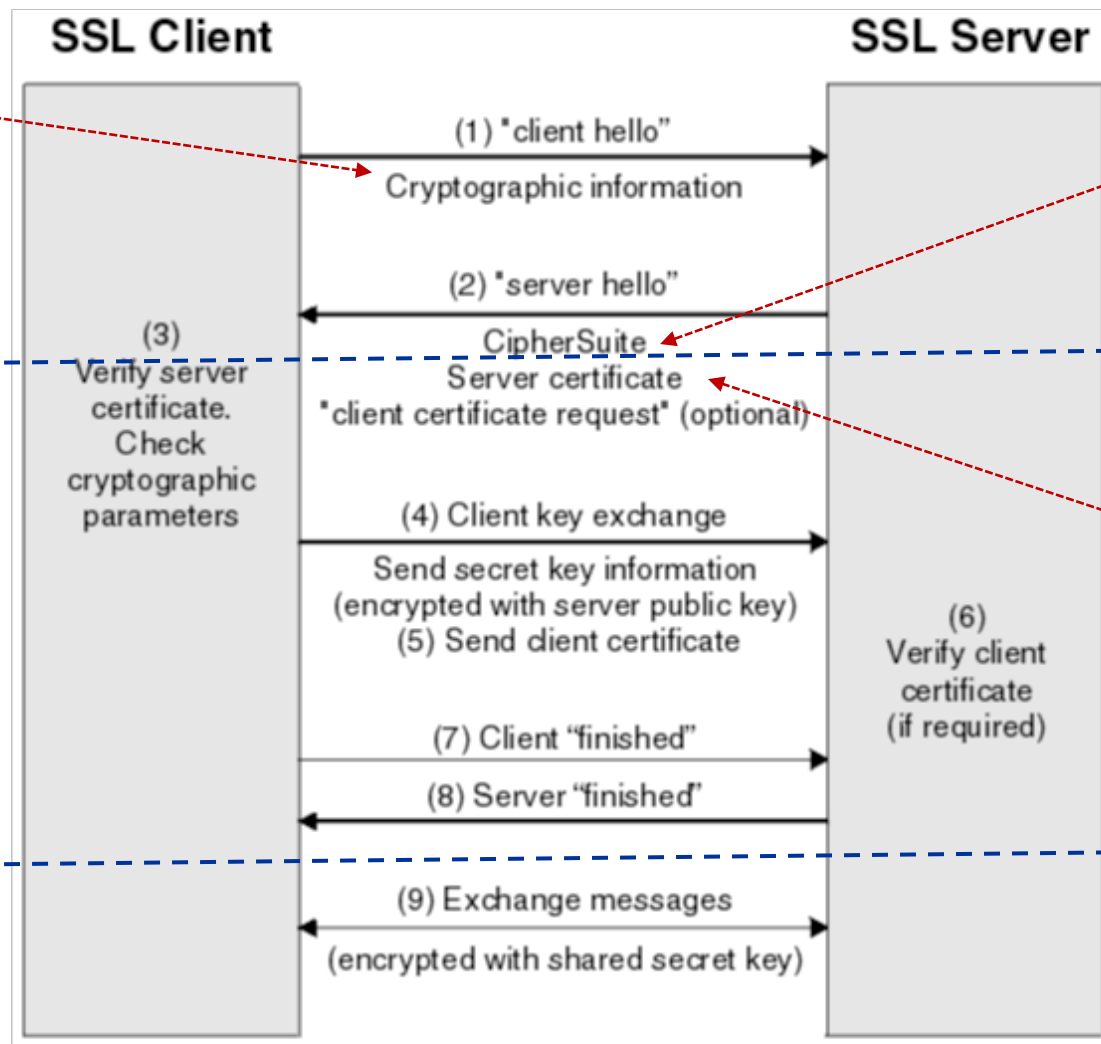 SSL Client
SSL Server
(1) "client hello”
Cryptographic information
(2) "server hello”
CipherSuite
Server certificate
"client certificate request" (optional)
(3)
Verify server
certificate.
Check
cryptographic
parameters
(4) Client key exchange
Send secret key information
(encrypted with server public key)
(5) Send client certificate
(6)
Verify client
certificate
(if required)
(7) Client “finished”
(8) Server “finished”
(9) Exchange messages
(encrypted with shared secret key)